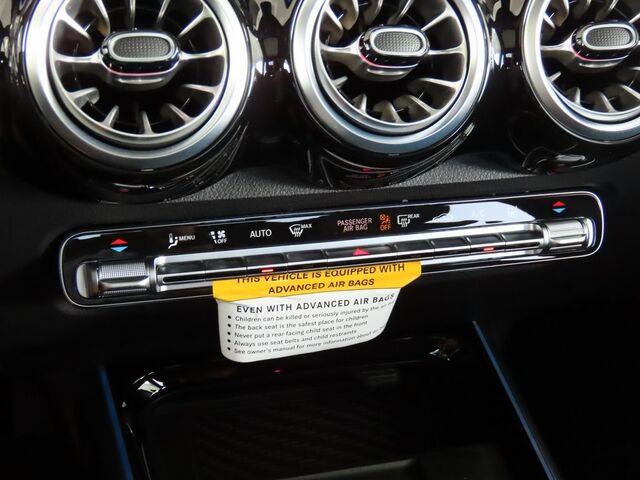 MENU
OFF
AUTO
MAX
PASSENGER
AIR BAG
OFF
REAR
THIS VEHICLE IS EQUIPPED WITH
ADVANCED AIR BAGS
EVEN WITH ADVANCED AIR BAGS
• Children can be killed or seriously injured by the air
• The back seat is the safest place for children
• Never put a rear-facing child seat in the front
• Always use seat belts and child restraints
• See owner's manual for more information about